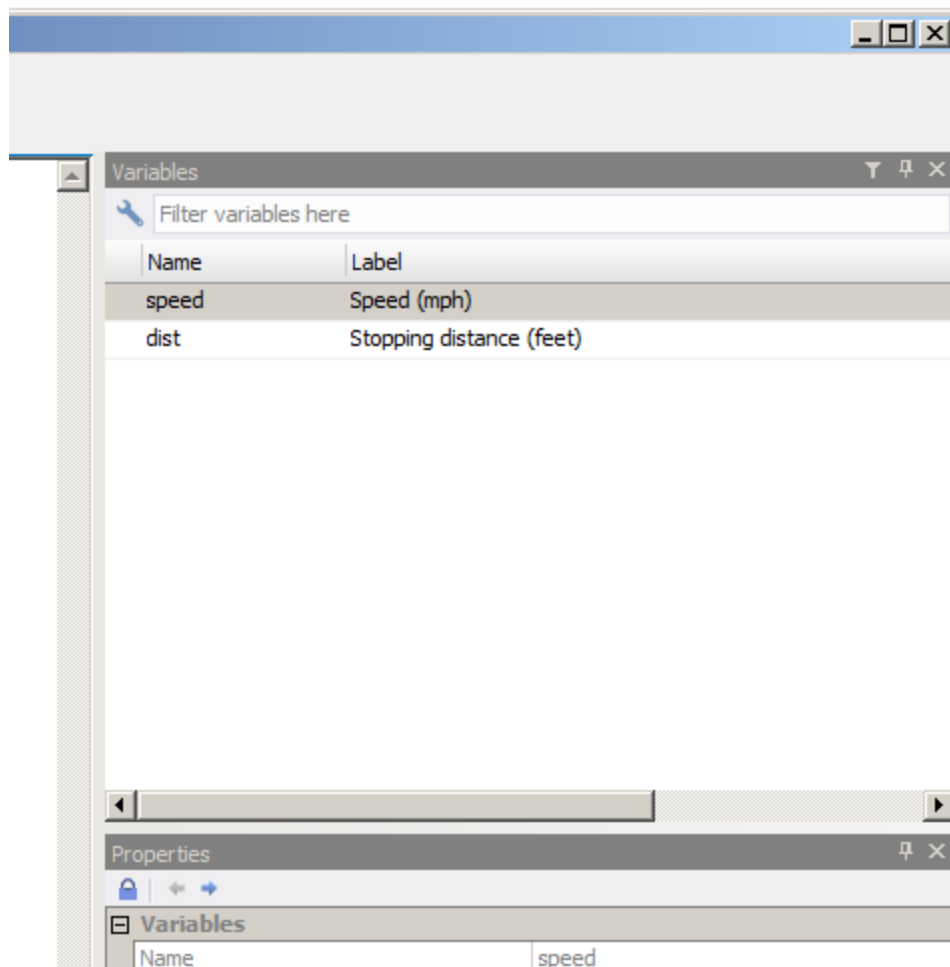 Variables
Filter variables here
Name Label
speed Speed (mph)
dist Stopping distance (feet)
Properties
Variables
Name speed